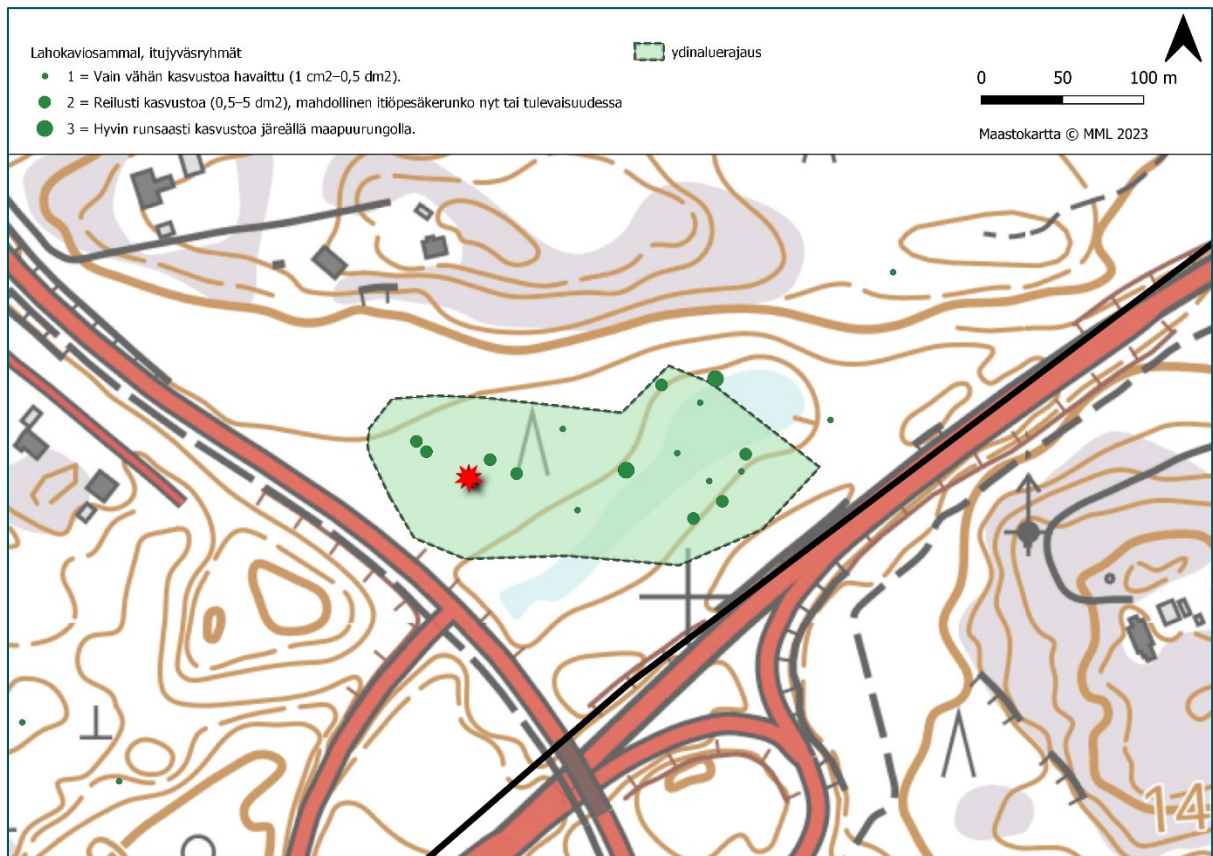 Lahokaviosammal, itujyväsryhmät
1 = Vain vähän kasvustoa havaittu (1 cm2–0,5 dm2).
2 = Reilusti kasvustoa (0,5–5 dm2), mahdollinen itiöpesäkerunko nyt tai tulevaisuudessa
3 = Hyvin runsaasti kasvustoa järeällä maapuurungolla.
ydinaluerajaus
0 50 100 m
Maastokartta © MML 2023
14